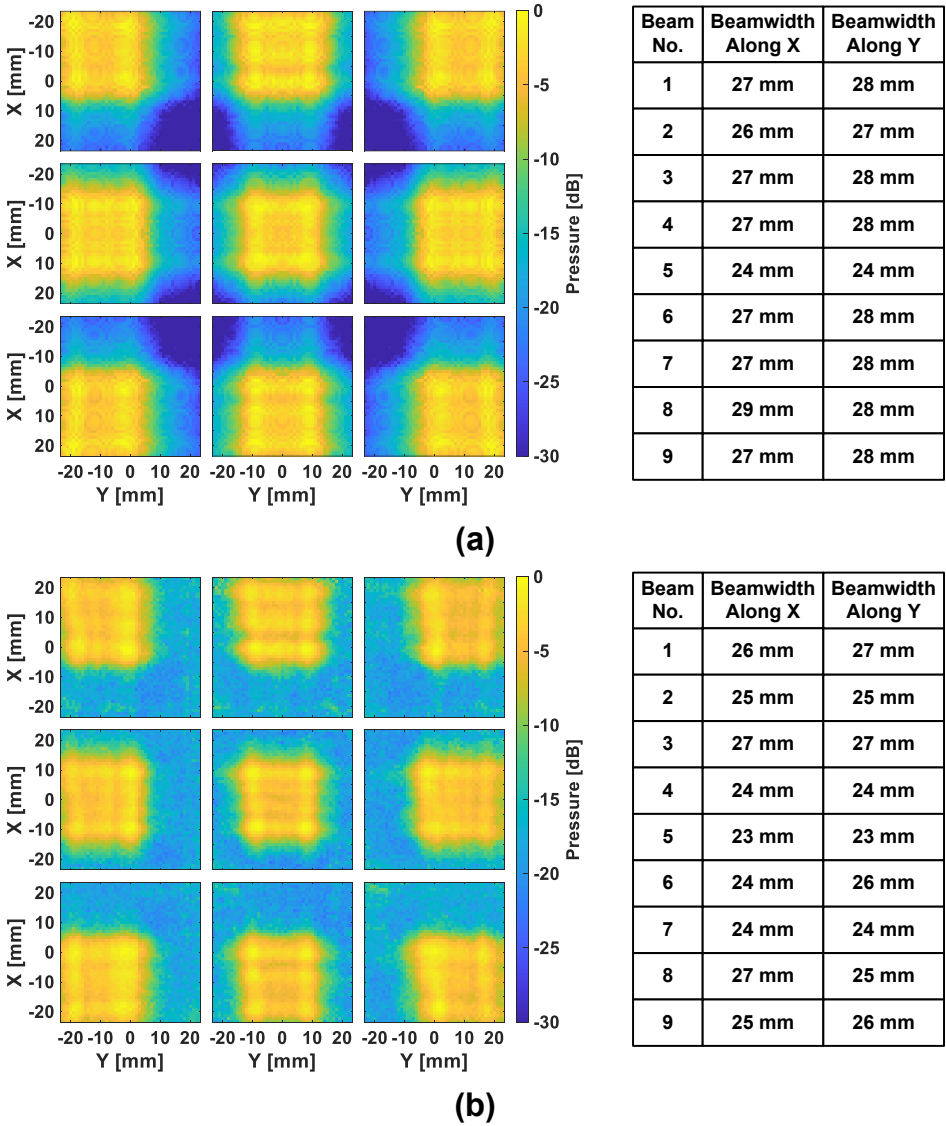 -20
-10
0
10
20
X [mm]
-20
-10
0
10
20
X [mm]
-20
-10
0
10
20
X [mm]
-20 -10 0 10 20
Y [mm]
-20 -10 0 10 20
Y [mm]
-20 -10 0 10 20
Y [mm]
0
-5
-10
-15
-20
-25
-30
Pressure [dB]
Beam No. Beamwidth Along X Beamwidth Along Y
1 27 mm 28 mm
2 26 mm 27 mm
3 27 mm 28 mm
4 27 mm 28 mm
5 24 mm 24 mm
6 27 mm 28 mm
7 27 mm 28 mm
8 29 mm 28 mm
9 27 mm 28 mm
(a)
20
10
0
-10
-20
X [mm]
20
10
0
-10
-20
X [mm]
20
10
0
-10
-20
X [mm]
-20 -10 0 10 20
Y [mm]
-20 -10 0 10 20
Y [mm]
-20 -10 0 10 20
Y [mm]
0
-5
-10
-15
-20
-25
-30
Pressure [dB]
Beam No. Beamwidth Along X Beamwidth Along Y
1 26 mm 27 mm
2 25 mm 25 mm
3 27 mm 27 mm
4 24 mm 24 mm
5 23 mm 23 mm
6 24 mm 26 mm
7 24 mm 24 mm
8 27 mm 25 mm
9 25 mm 26 mm
(b)